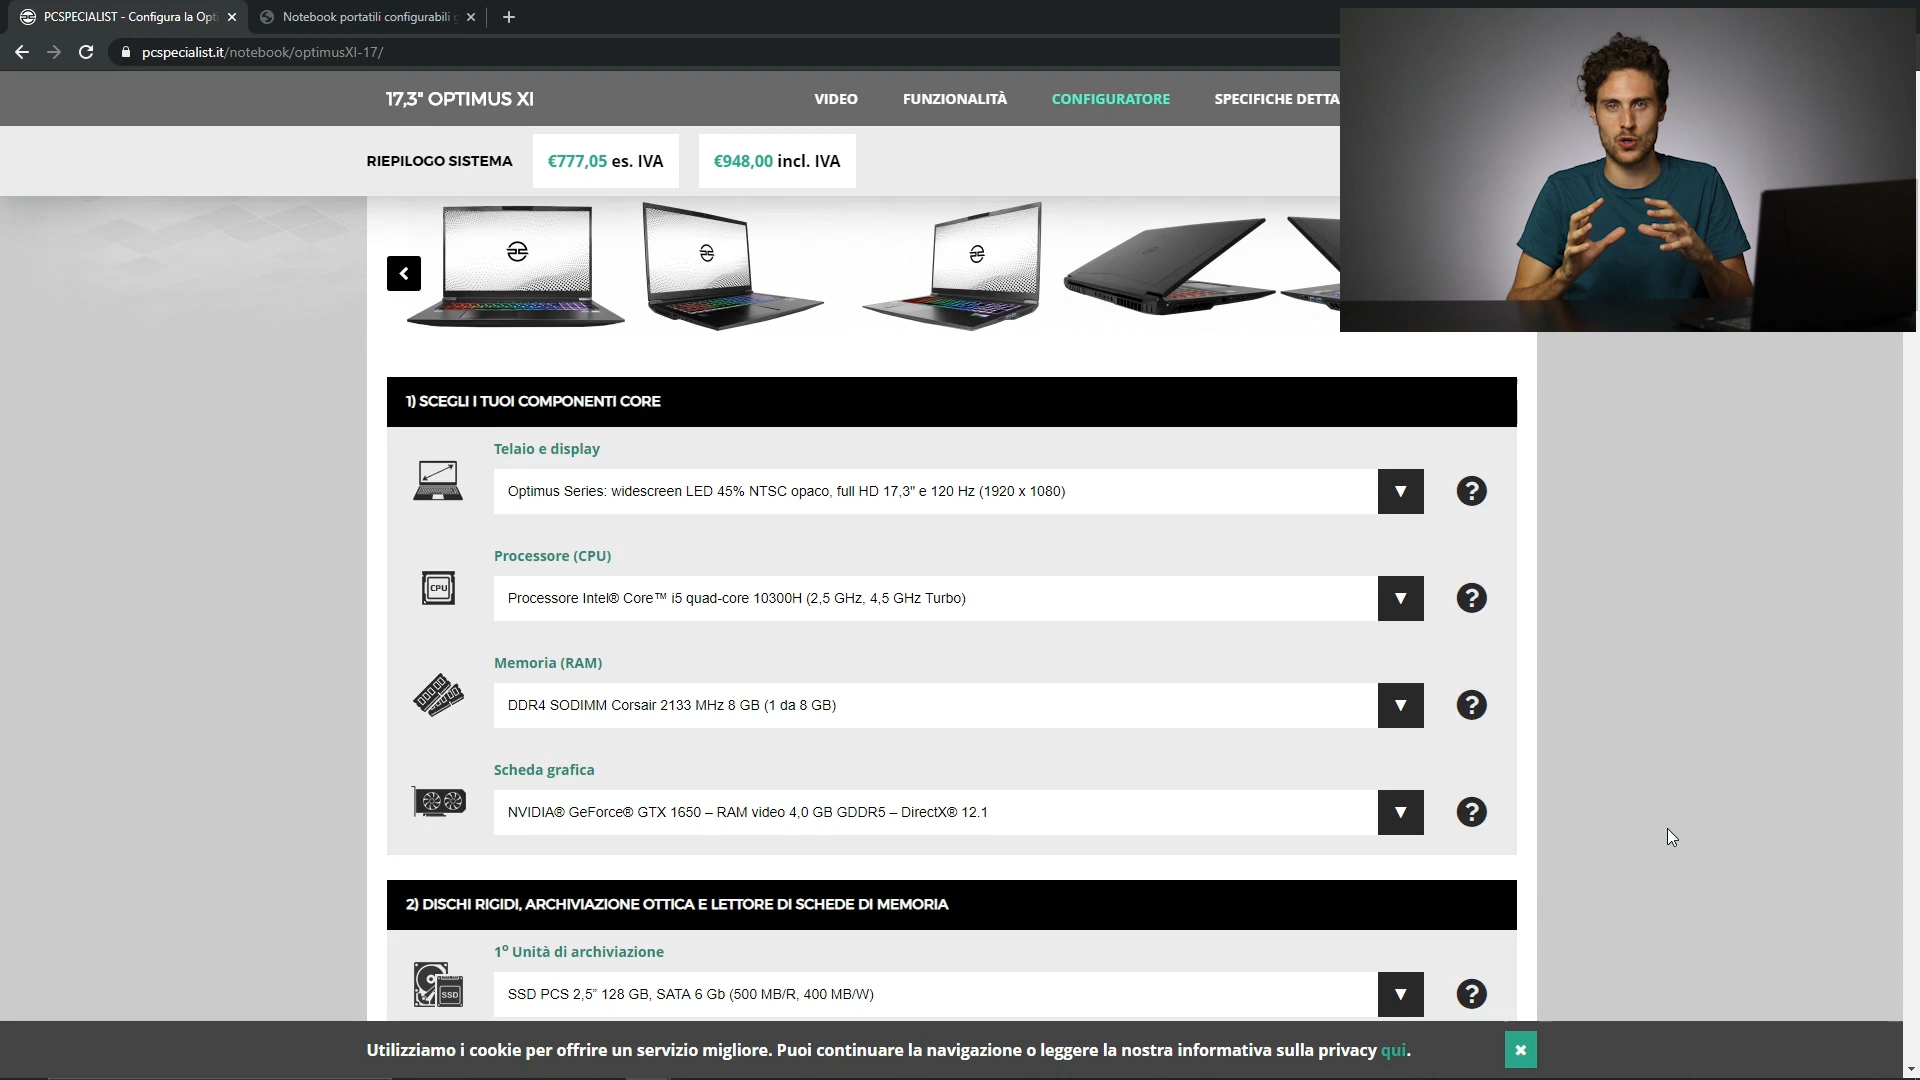 PCSPECIALIST - Configura la Opti
Notebook portatili configurabili
pcspecialist.it/notebook/optimusXI-17/
17,3" OPTIMUS XI
VIDEO
FUNZIONALITÀ
CONFIGURATORE
SPECIFICHE DETTA
RIEPILOGO SISTEMA
€777,05 es. IVA
€948,00 incl. IVA
1) SCEGLI I TUOI COMPONENTI CORE
Telaio e display
Optimus Series: widescreen LED 45% NTSC opaco, full HD 17,3" e 120 Hz (1920 x 1080)
Processore (CPU)
CPU
Processore Intel® Core™ i5 quad-core 10300H (2,5 GHz, 4,5 GHz Turbo)
Memoria (RAM)
DDR4 SODIMM Corsair 2133 MHz 8 GB (1 da 8 GB)
Scheda grafica
NVIDIA® GeForce® GTX 1650 – RAM video 4,0 GB GDDR5 – DirectX® 12.1
2) DISCHI RIGIDI, ARCHIVIAZIONE OTTICA E LETTORE DI SCHEDE DI MEMORIA
1º Unità di archiviazione
SSD
SSD PCS 2,5" 128 GB, SATA 6 Gb (500 MB/R, 400 MB/W)
Utilizziamo i cookie per offrire un servizio migliore. Puoi continuare la navigazione o leggere la nostra informativa sulla privacy qui.